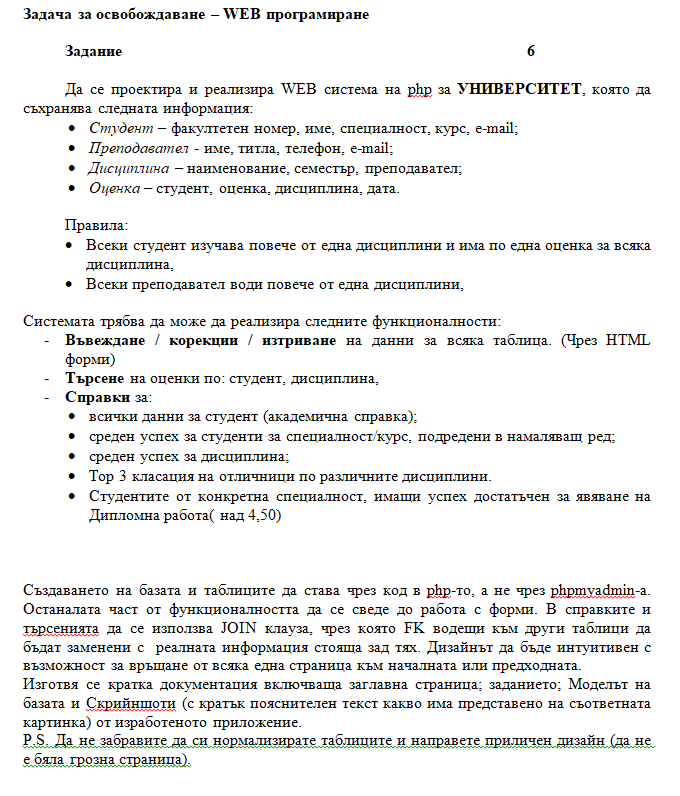 Задача за освобождаване – WEB програмиране
Задание 6
Да се проектира и реализира WEB система на php за УНИВЕРСИТЕТ, която да
съхранява следната информация:
• Студент – факултетен номер, име, специалност, курс, e-mail;
• Преподавател - име, титла, телефон, e-mail;
• Дисциплина – наименование, семестър, преподавател;
• Оценка – студент, оценка, дисциплина, дата.
Правила:
• Всеки студент изучава повече от една дисциплини и има по една оценка за всяка
дисциплина,
• Всеки преподавател води повече от една дисциплини,
Системата трябва да може да реализира следните функционалности:
- Въвеждане / корекции / изтриване на данни за всяка таблица. (Чрез HTML
форми)
- Търсене на оценки по: студент, дисциплина,
- Справки за:
• всички данни за студент (академична справка);
• среден успех за студенти за специалност/курс, подредени в намаляващ ред;
• среден успех за дисциплина;
• Top 3 класация на отличници по различните дисциплини.
• Студентите от конкретна специалност, имащи успех достатъчен за явяване на
Дипломна работа( над 4,50)
Създаването на базата и таблиците да става чрез код в php-то, а не чрез phpmyadmin-а.
Останалата част от функционалността да се сведе до работа с форми. В справките и
търсенията да се използва JOIN клауза, чрез която FK водещи към други таблици да
бъдат заменени с реалната информация стояща зад тях. Дизайнът да бъде интуитивен с
възможност за връщане от всяка една страница към началната или предходната.
Изготвя се кратка документация включваща заглавна страница; заданието; Моделът на
базата и Скрийншоти (с кратък пояснителен текст какво има представено на съответната
картинка) от изработеното приложение.
P.S. Да не забравите да си нормализирате таблиците и направете приличен дизайн (да не
е бяла грозна страница).